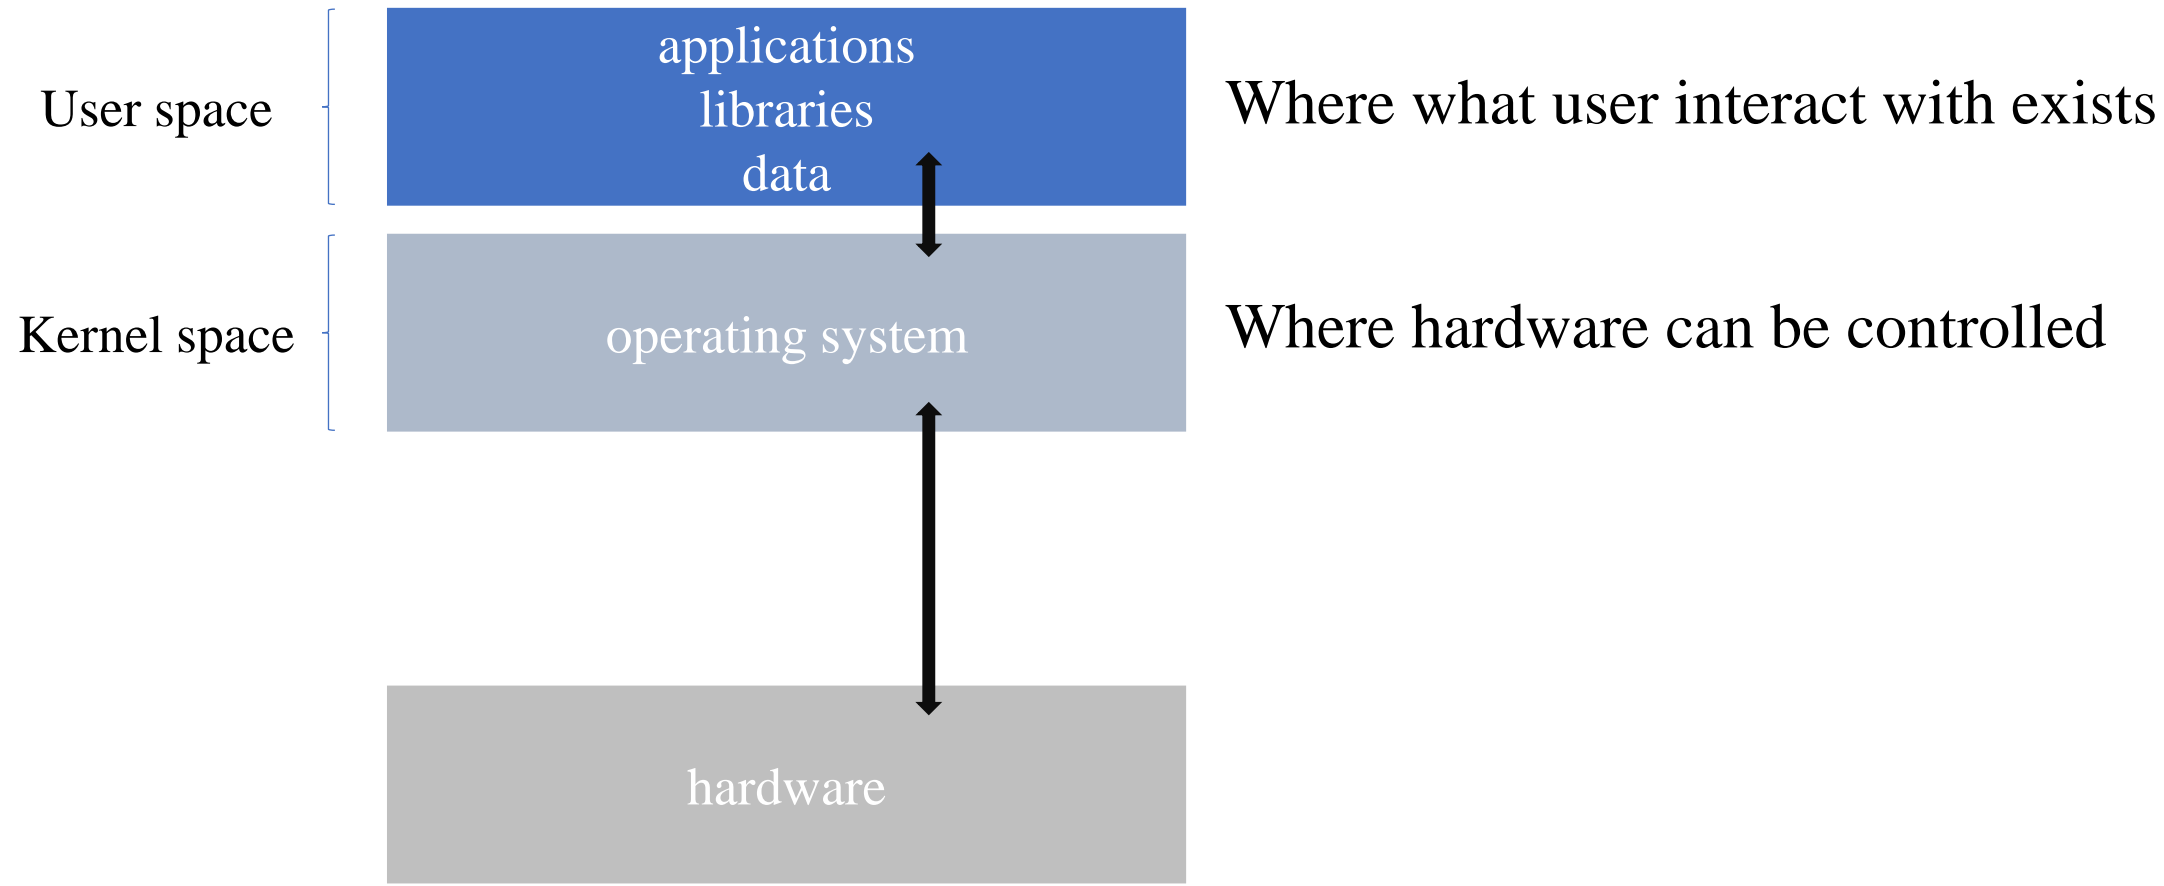 applications
User space
libraries
Where what user interact with exists
data
Kernel space
operating system
Where hardware can be controlled
hardware